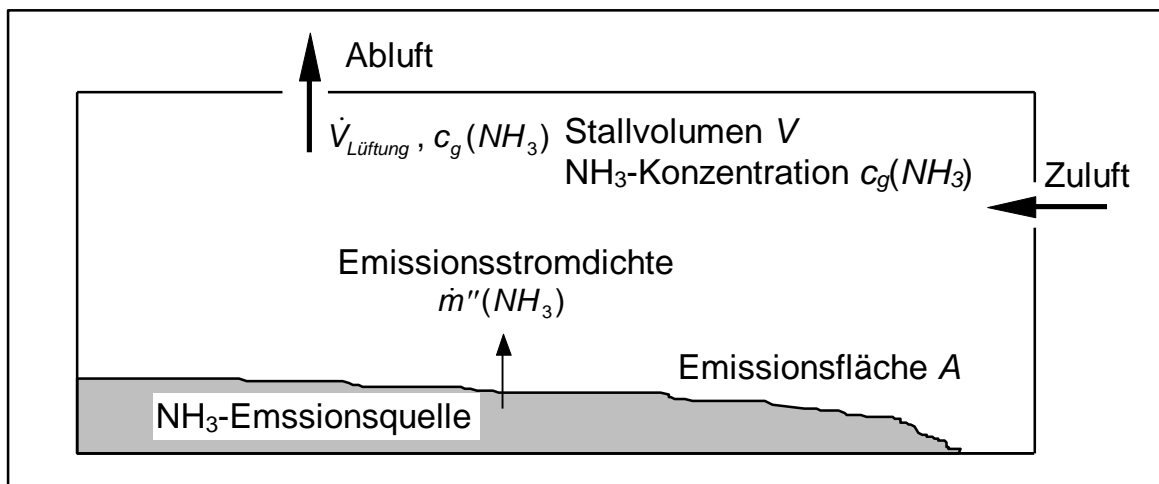 Abluft
V̇Lüftung , cg(NH3) Stallvolumen V
NH3-Konzentration cg(NH3)
Zuluft
Emissionsstromdichte
ṁ″(NH3)
Emissionsfläche A
NH3-Emssionsquelle